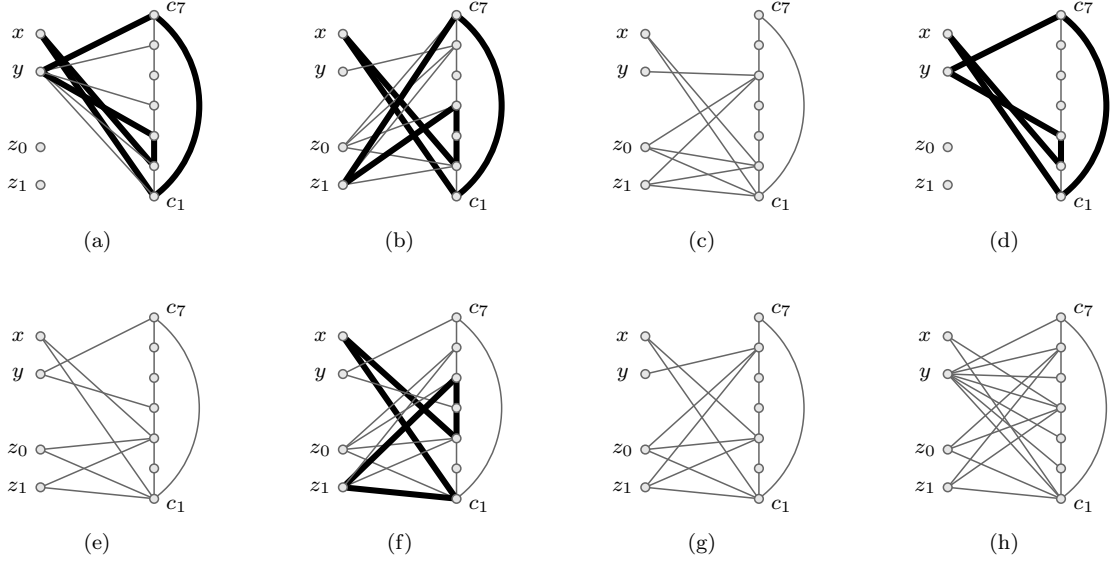 c₇ c₇ c₇ c₇
x x x x
y y y y
z₀ z₀ z₀ z₀
z₁ z₁ z₁ z₁
c₁ c₁ c₁ c₁
(a) (b) (c) (d)
c₇ c₇ c₇ c₇
x x x x
y y y y
z₀ z₀ z₀ z₀
z₁ z₁ z₁ z₁
c₁ c₁ c₁ c₁
(e) (f) (g) (h)